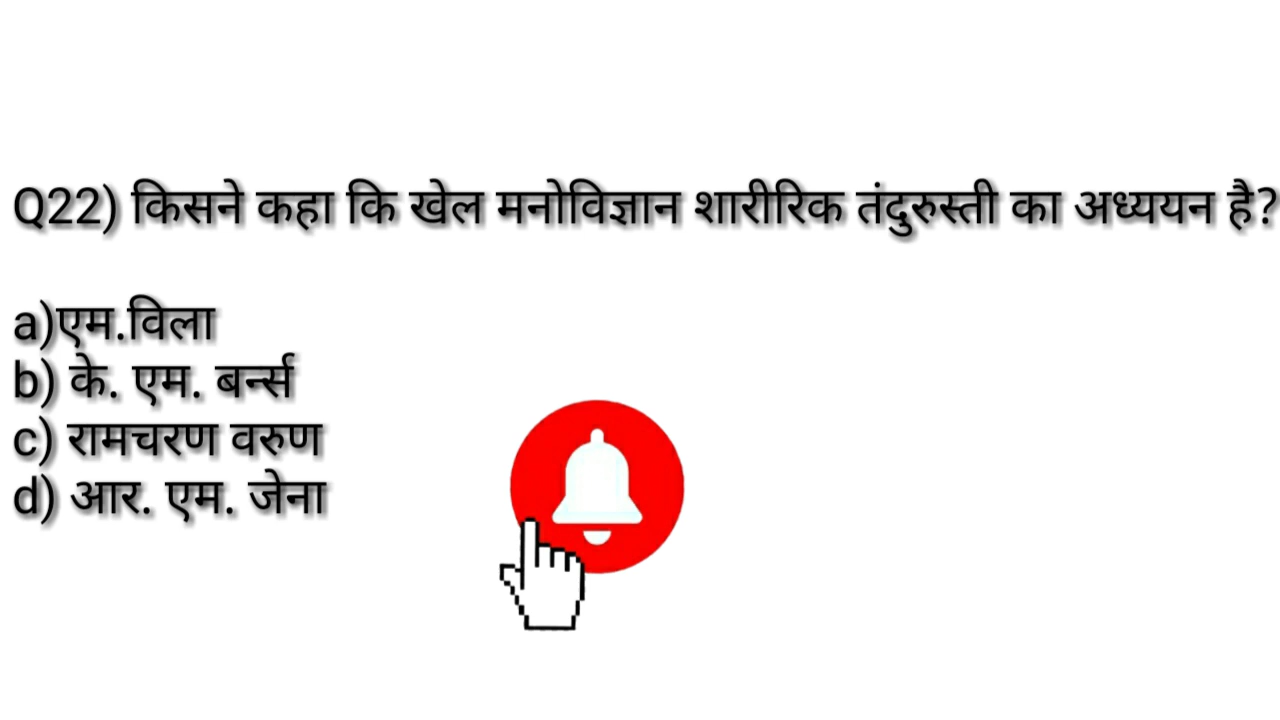 Q22) किसने कहा कि खेल मनोविज्ञान शारीरिक तंदुरुस्ती का अध्ययन है?
a)एम.विला
b) के. एम. बर्न्स
c) रामचरण वरुण
d) आर. एम. जेना